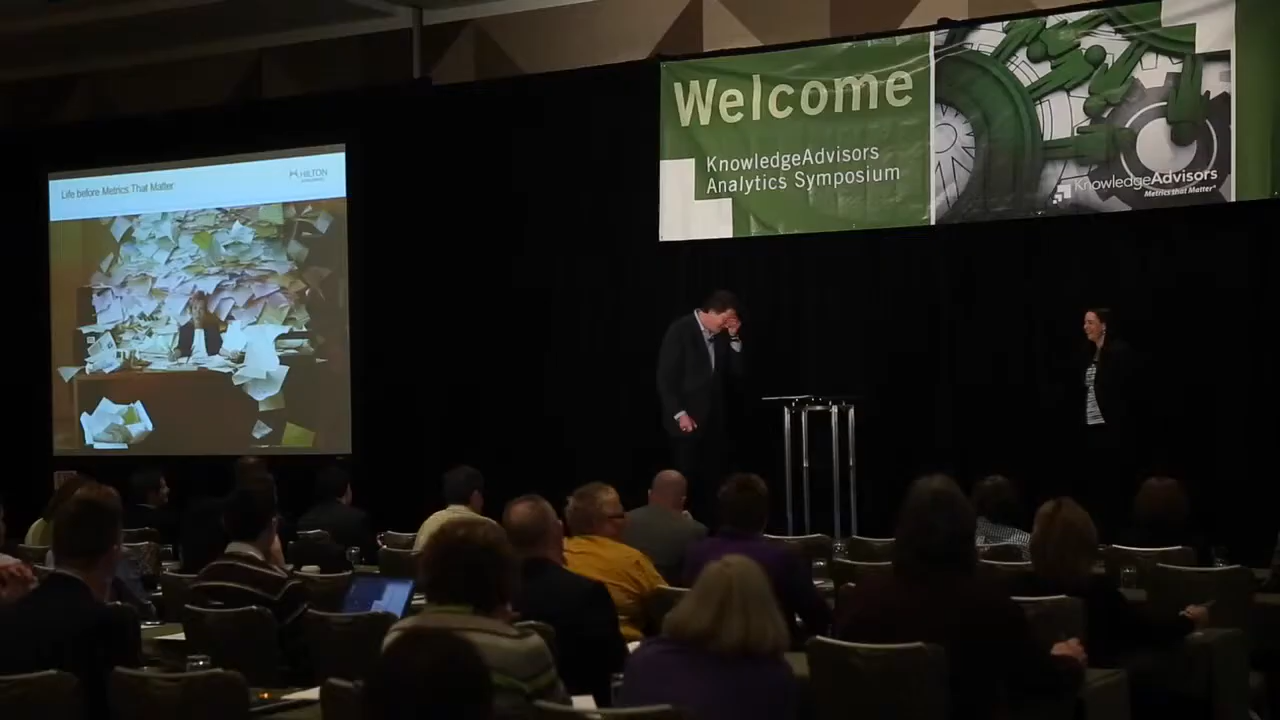 Life before Metrics That Matter
HILTON
Welcome
KnowledgeAdvisors
Analytics Symposium
KnowledgeAdvisors
Metrics that Matter®